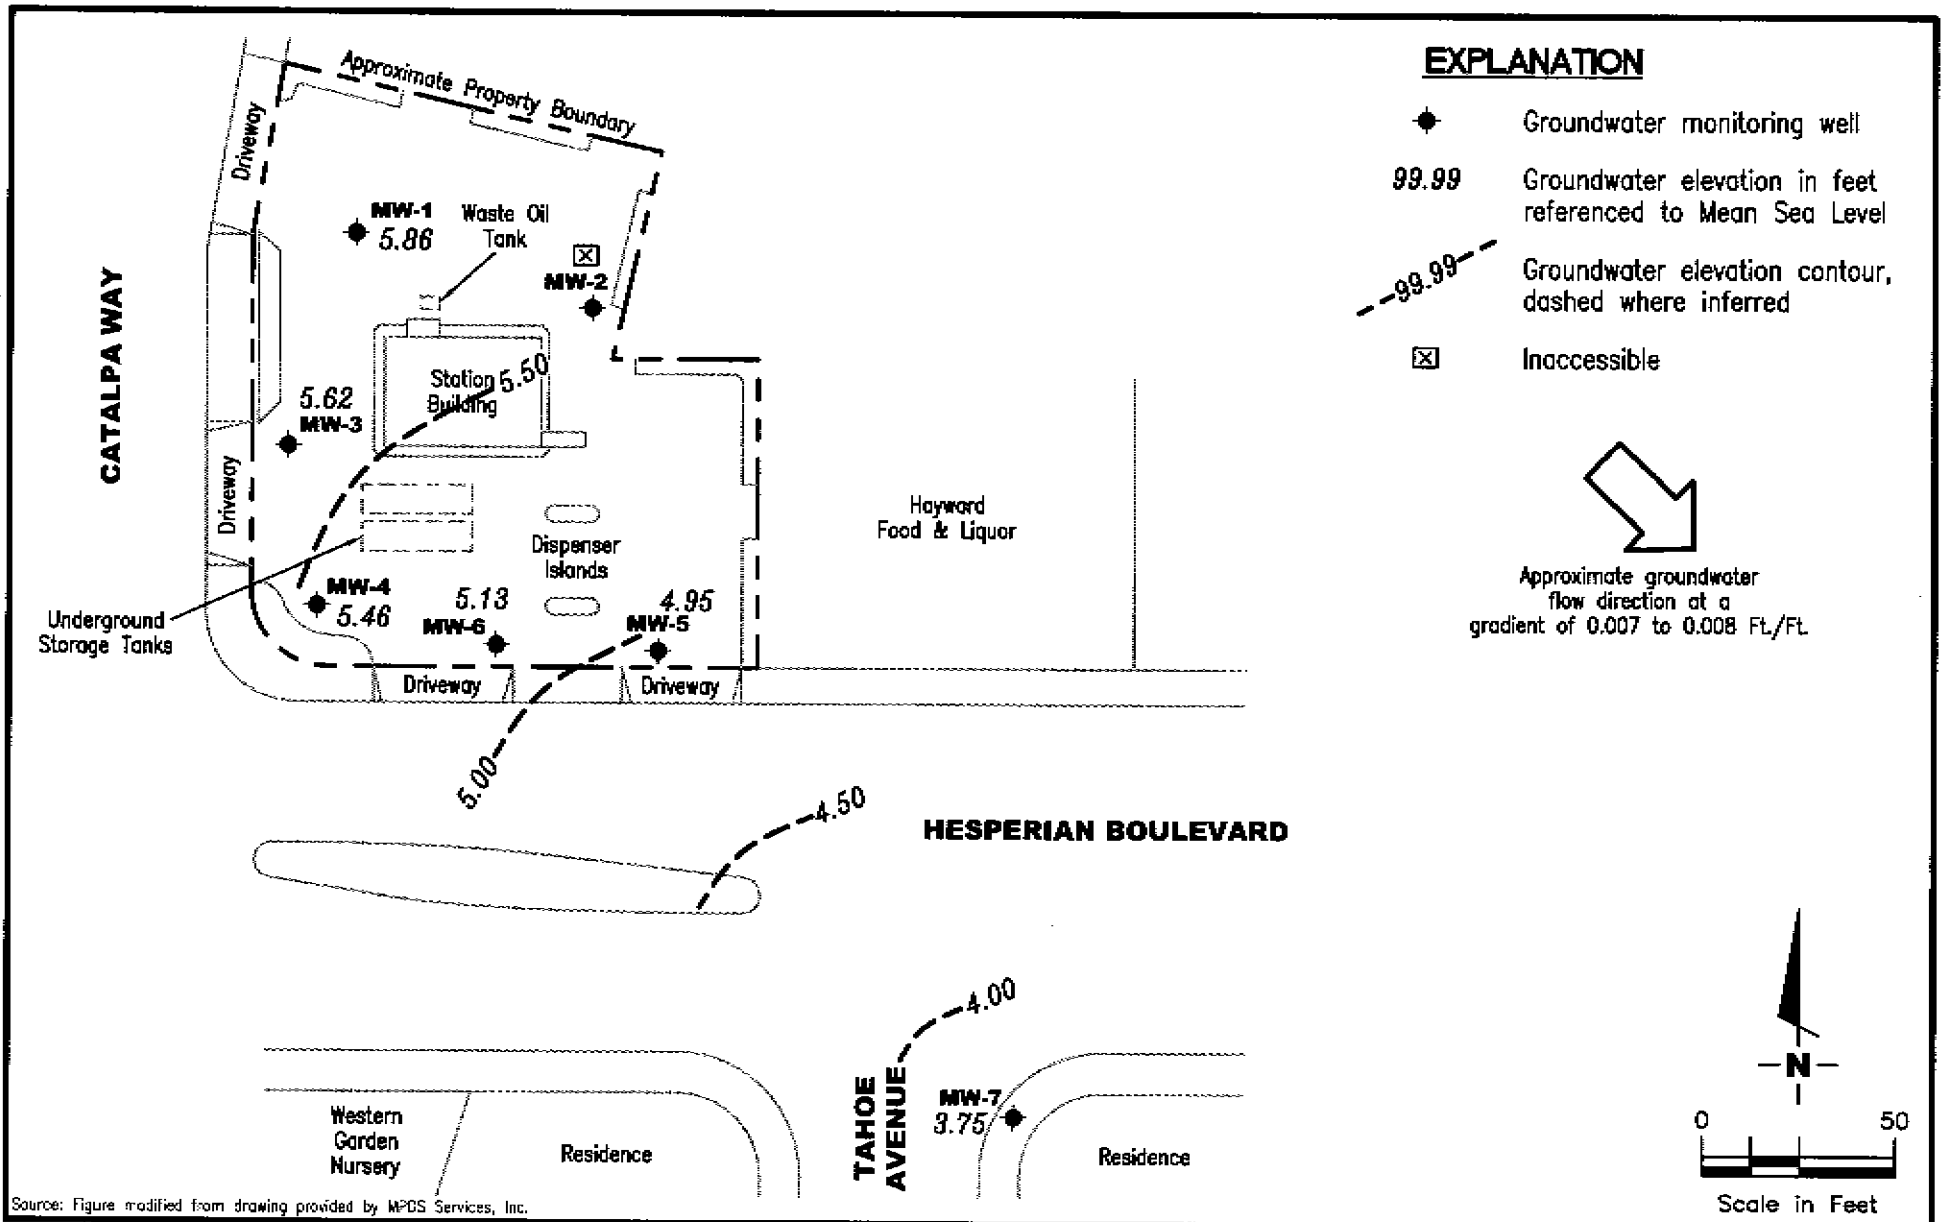 EXPLANATION
Groundwater monitoring well
99.99
Groundwater elevation in feet
referenced to Mean Sea Level
99.99
Groundwater elevation contour,
dashed where inferred
Inaccessible
Approximate groundwater
flow direction at a
gradient of 0.007 to 0.008 Ft./Ft.
Approximate Property Boundary
Driveway
MW-1
5.86
Waste Oil
Tank
MW-2
CATALPA WAY
Station
Building
5.50
5.62
MW-3
Driveway
Hayward
Food & Liquor
Dispenser
Islands
Underground
Storage Tanks
MW-4
5.46
5.13
MW-6
4.95
MW-5
Driveway
Driveway
5.00
4.50
HESPERIAN BOULEVARD
4.00
TAHOE
AVENUE
MW-7
3.75
Western
Garden
Nursery
Residence
Residence
N
0 50
Scale in Feet
Source: Figure modified from drawing provided by MPDS Services, Inc.